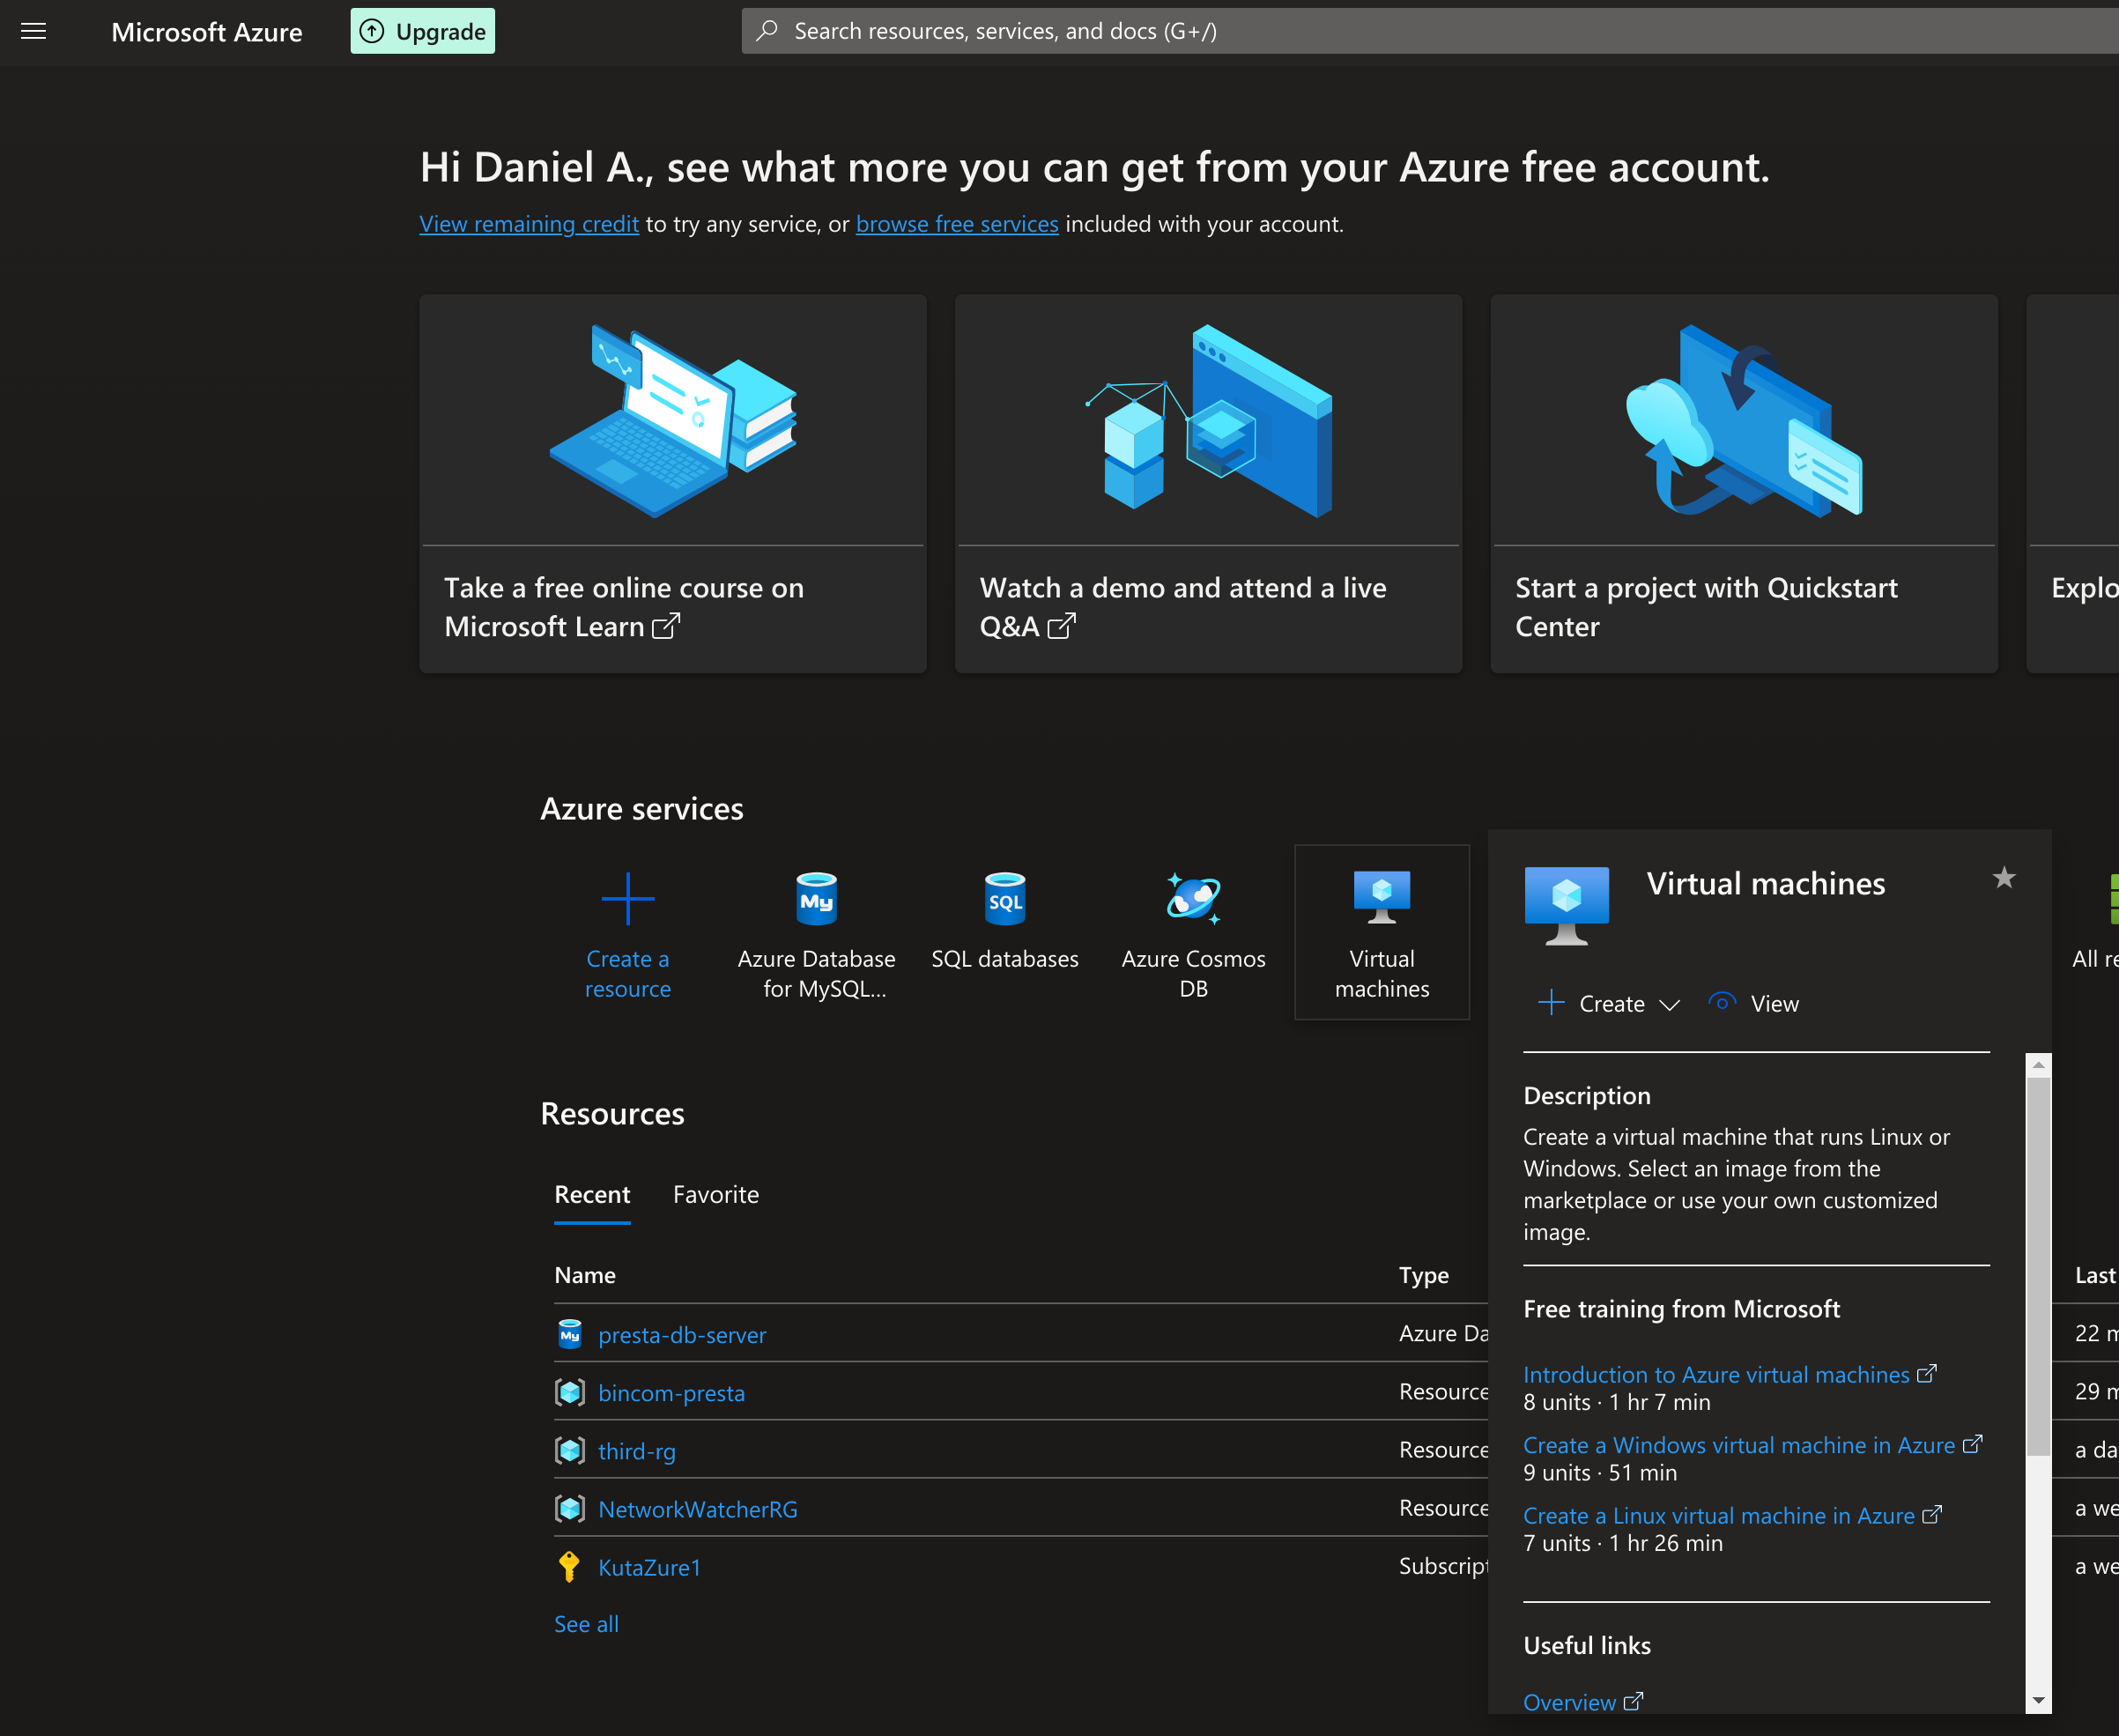 Microsoft Azure
Upgrade
Search resources, services, and docs (G+/)
Hi Daniel A., see what more you can get from your Azure free account.
View remaining credit to try any service, or browse free services included with your account.
Take a free online course on
Microsoft Learn
Watch a demo and attend a live
Q&A
Start a project with Quickstart
Center
Explo
Azure services
Create a
resource
My
Azure Database
for MySQL...
SQL
SQL databases
Azure Cosmos
DB
Virtual
machines
All re
Virtual machines
Create
View
Description
Create a virtual machine that runs Linux or
Windows. Select an image from the
marketplace or use your own customized
image.
Free training from Microsoft
Introduction to Azure virtual machines
8 units · 1 hr 7 min
Create a Windows virtual machine in Azure
9 units · 51 min
Create a Linux virtual machine in Azure
7 units · 1 hr 26 min
Useful links
Overview
Resources
Recent
Favorite
Name
Type
Last
My
presta-db-server
Azure Da
22 m
bincom-presta
Resource
29 m
third-rg
Resource
a da
NetworkWatcherRG
Resource
a we
KutaZure1
Subscript
a we
See all